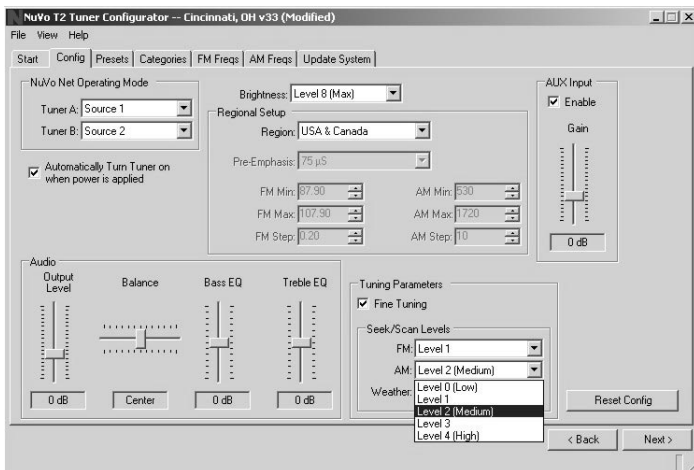 NuVo T2 Tuner Configurator -- Cincinnati, OH v33 (Modified)
File View Help
Start Config Presets Categories FM Freqs AM Freqs Update System
NuVo Net Operating Mode
Tuner A: Source 1
Tuner B: Source 2
Automatically Turn Tuner on
when power is applied
Brightness: Level 8 (Max)
Regional Setup
Region: USA & Canada
Pre-Emphasis: 75 µS
FM Min: 87.90 AM Min: 530
FM Max: 107.90 AM Max: 1720
FM Step: 0.20 AM Step: 10
AUX Input
Enable
Gain
0 dB
Audio
Output
Level
Balance
Bass EQ
Treble EQ
0 dB
Center
0 dB
0 dB
Tuning Parameters
Fine Tuning
Seek/Scan Levels
FM: Level 1
AM: Level 2 (Medium)
Weather:
Level 0 (Low)
Level 1
Level 2 (Medium)
Level 3
Level 4 (High)
Reset Config
< Back
Next >